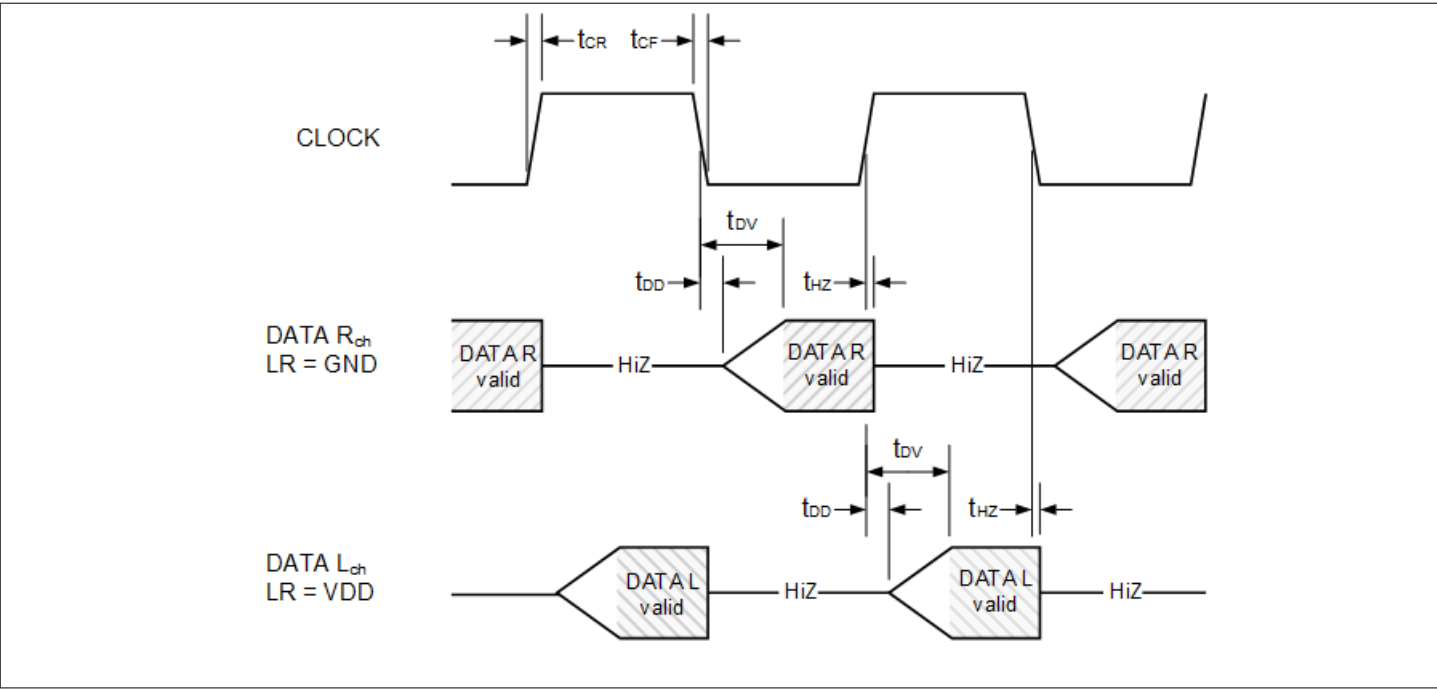 tCR
tCF
CLOCK
tDV
tDD
tHZ
DATA Rch
LR = GND
DATA R
valid
HiZ
DATA R
valid
HiZ
DATA R
valid
tDV
tDD
tHZ
DATA Lch
LR = VDD
DATA L
valid
HiZ
DATA L
valid
HiZ